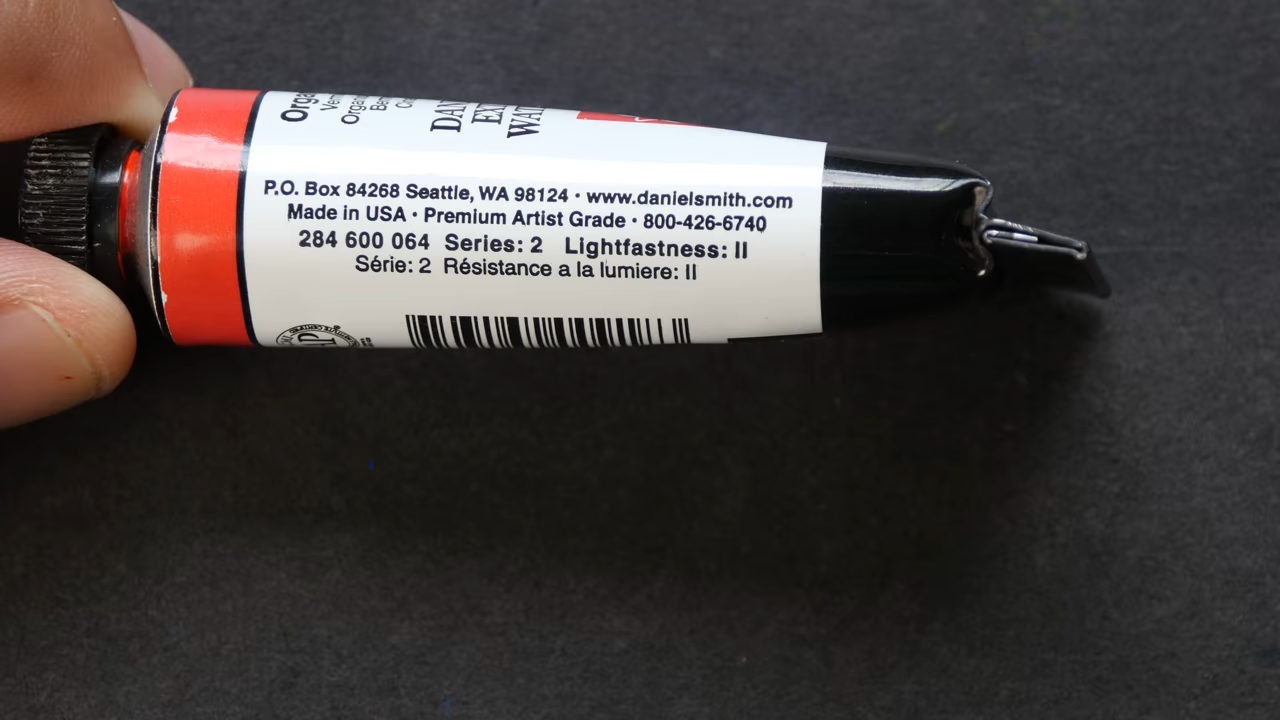 P.O. Box 84268 Seattle, WA 98124 • www.danielsmith.com
Made in USA • Premium Artist Grade • 800-426-6740
284 600 064 Series: 2 Lightfastness: II
Série: 2 Résistance a la lumiere: II